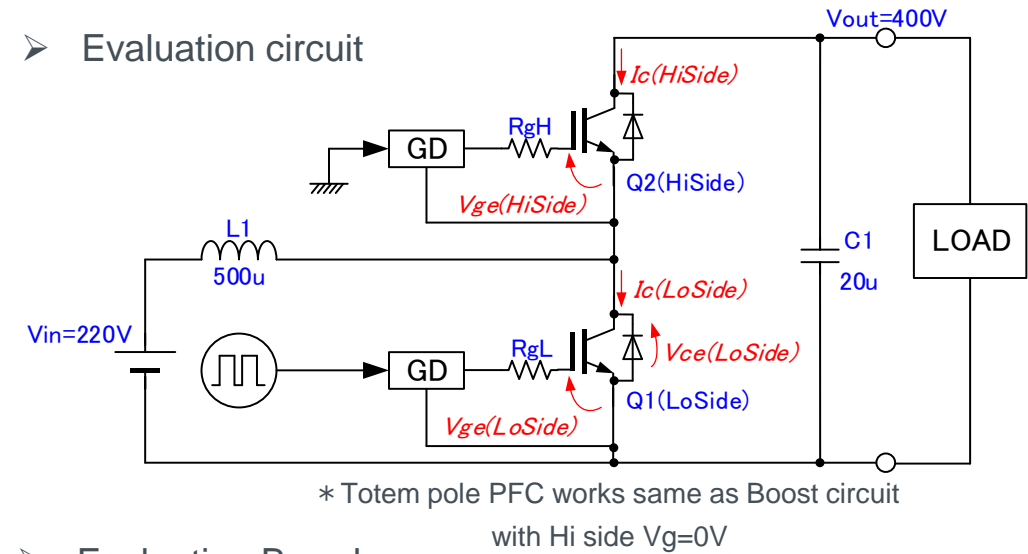 ➢ Evaluation circuit
Vout=400V
Ic(HiSide)
RgH
GD
Q2(HiSide)
Vge(HiSide)
L1
500u
C1
20u
LOAD
Ic(LoSide)
Vin=220V
RgL
Vce(LoSide)
GD
Q1(LoSide)
Vge(LoSide)
＊Totem pole PFC works same as Boost circuit
with Hi side Vg=0V